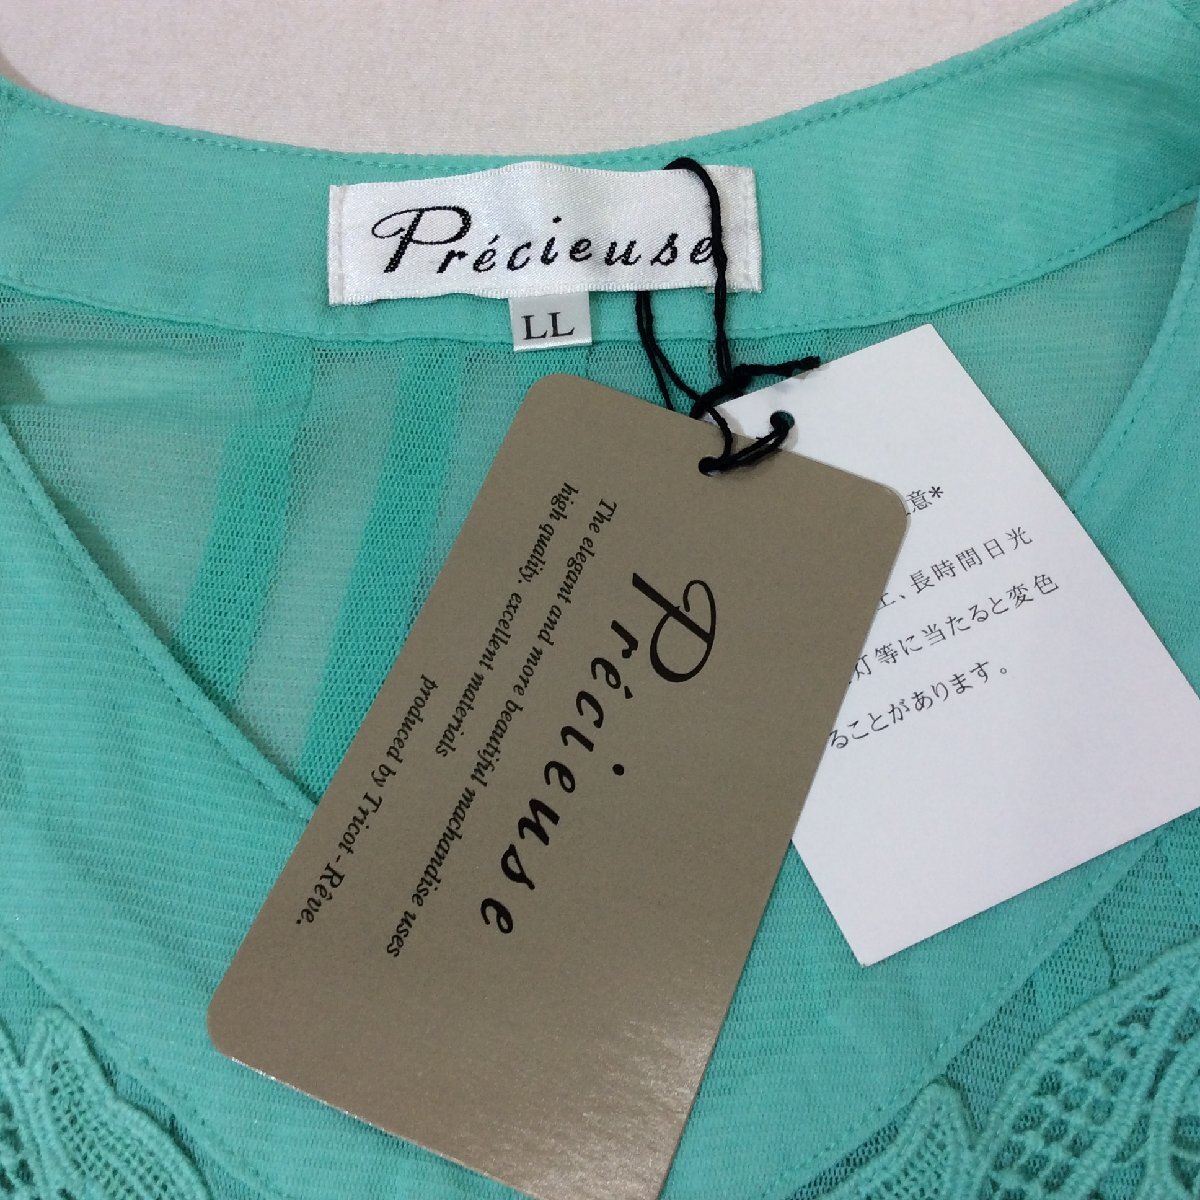 Précieuse
LL
Précieuse
The elegant and more beautiful machandise uses
high quality, excellent materials
produced by Tricot-Rêve.
意*
上、長時間日光
灯等に当たると変色
ることがあります。